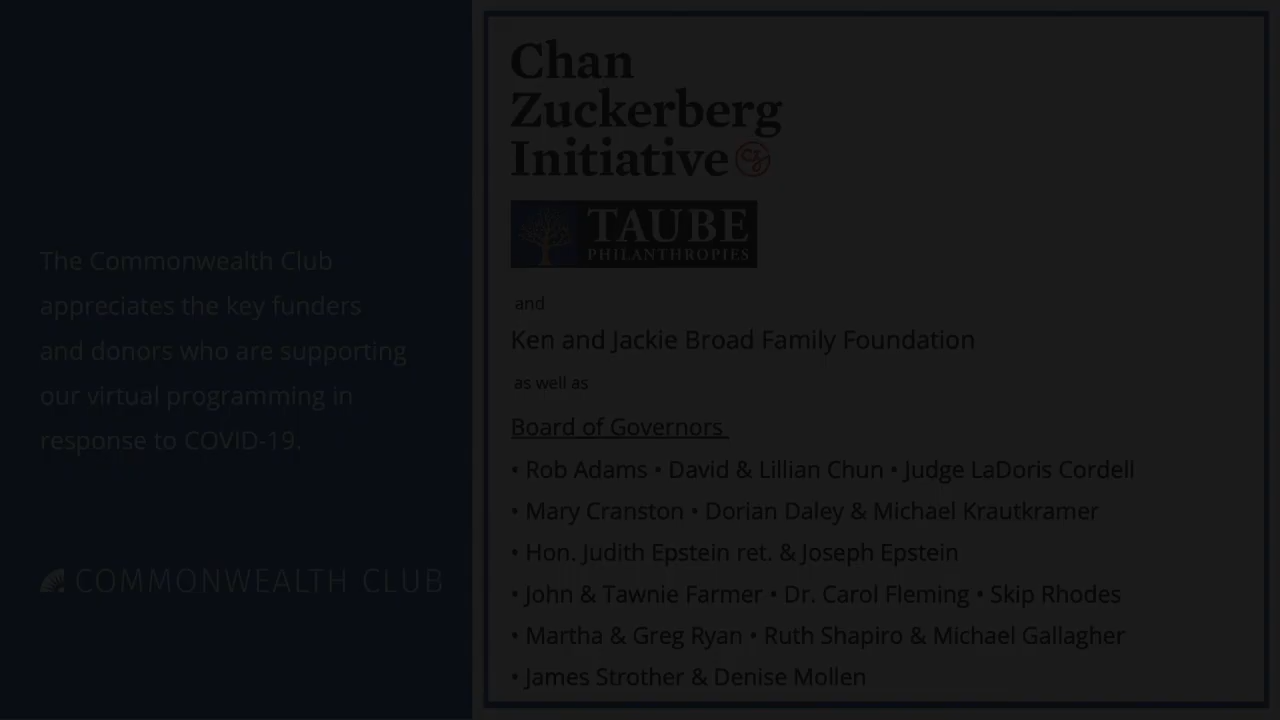 The Commonwealth Club
appreciates the key funders
and donors who are supporting
our virtual programming in
response to COVID-19.
COMMONWEALTH CLUB
Chan
Zuckerberg
Initiative
TAUBE
PHILANTHROPIES
and
Ken and Jackie Broad Family Foundation
as well as
Board of Governors
• Rob Adams • David & Lillian Chun • Judge LaDoris Cordell
• Mary Cranston • Dorian Daley & Michael Krautkramer
• Hon. Judith Epstein ret. & Joseph Epstein
• John & Tawnie Farmer • Dr. Carol Fleming • Skip Rhodes
• Martha & Greg Ryan • Ruth Shapiro & Michael Gallagher
• James Strother & Denise Mollen